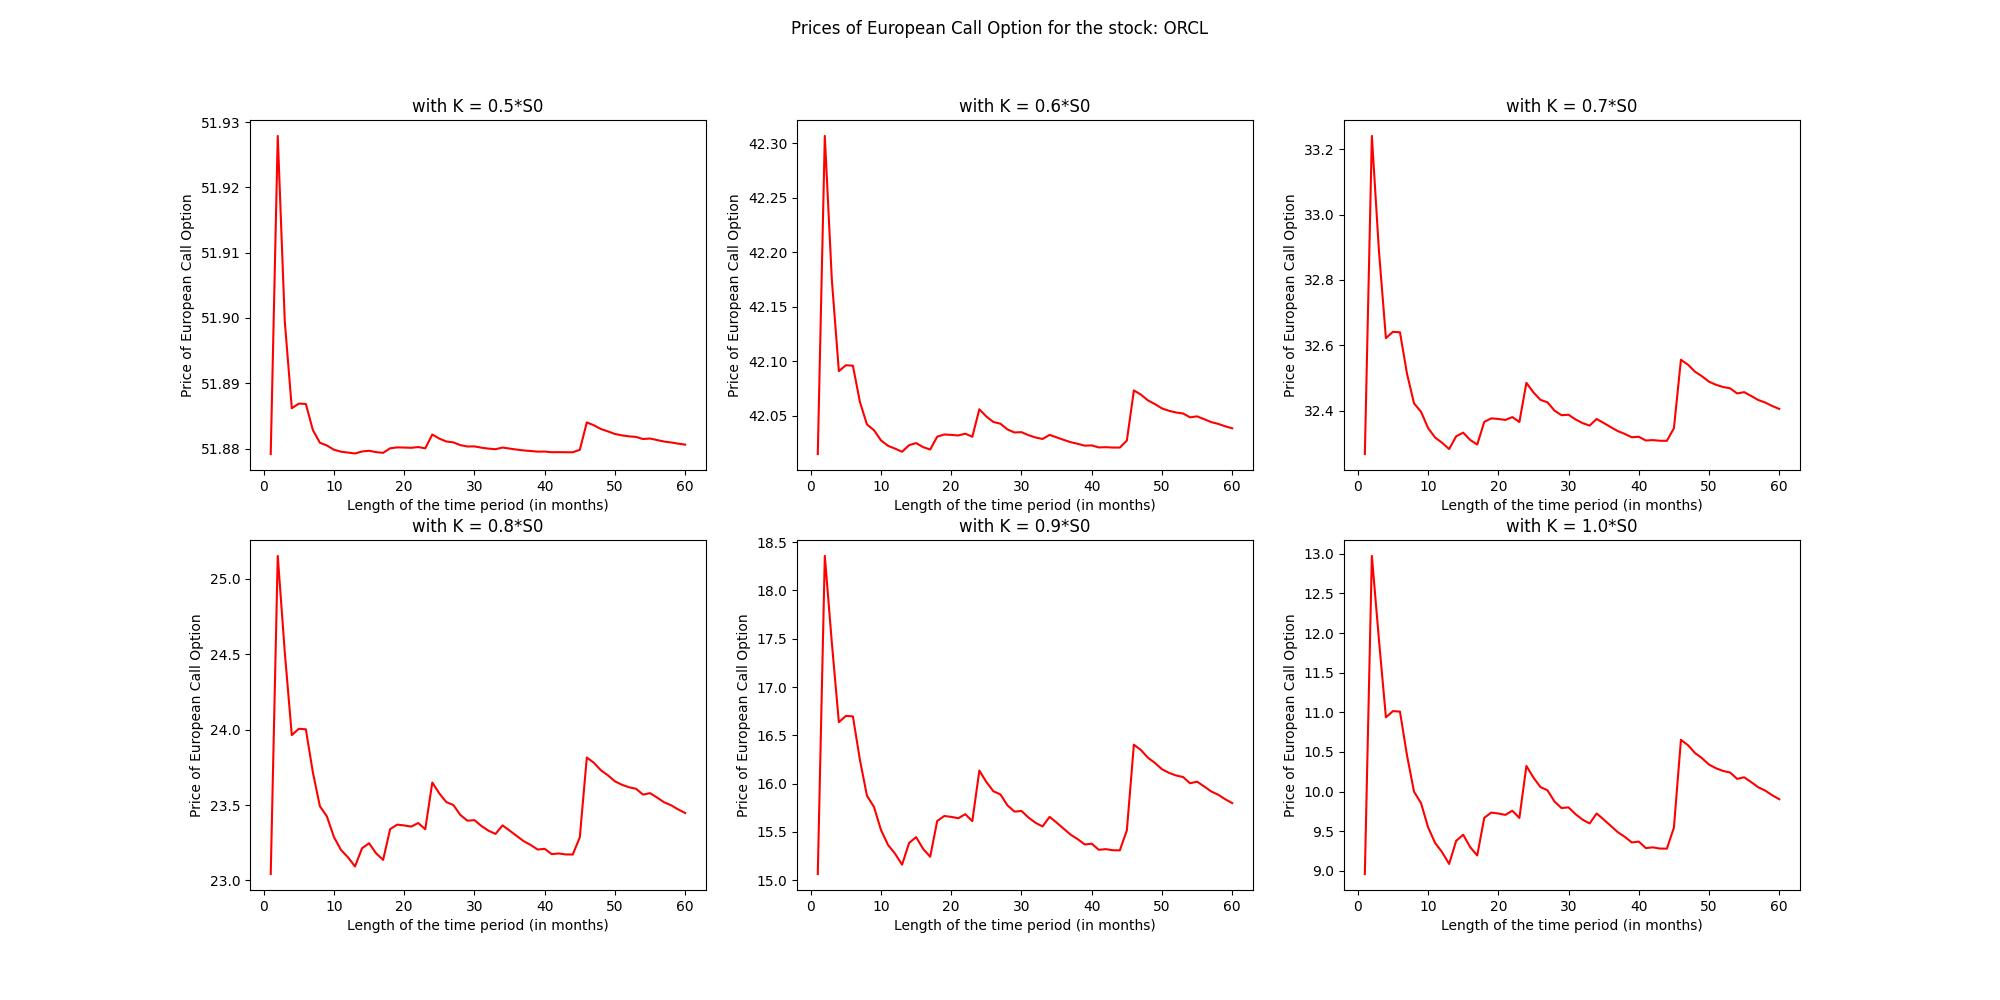 Prices of European Call Option for the stock: ORCL
with K = 0.5*S0
51.93
51.92
51.91
51.90
51.89
51.88
Price of European Call Option
0 10 20 30 40 50 60
Length of the time period (in months)
with K = 0.6*S0
42.30
42.25
42.20
42.15
42.10
42.05
Price of European Call Option
0 10 20 30 40 50 60
Length of the time period (in months)
with K = 0.7*S0
33.2
33.0
32.8
32.6
32.4
Price of European Call Option
0 10 20 30 40 50 60
Length of the time period (in months)
with K = 0.8*S0
25.0
24.5
24.0
23.5
23.0
Price of European Call Option
0 10 20 30 40 50 60
Length of the time period (in months)
with K = 0.9*S0
18.5
18.0
17.5
17.0
16.5
16.0
15.5
15.0
Price of European Call Option
0 10 20 30 40 50 60
Length of the time period (in months)
with K = 1.0*S0
13.0
12.5
12.0
11.5
11.0
10.5
10.0
9.5
9.0
Price of European Call Option
0 10 20 30 40 50 60
Length of the time period (in months)